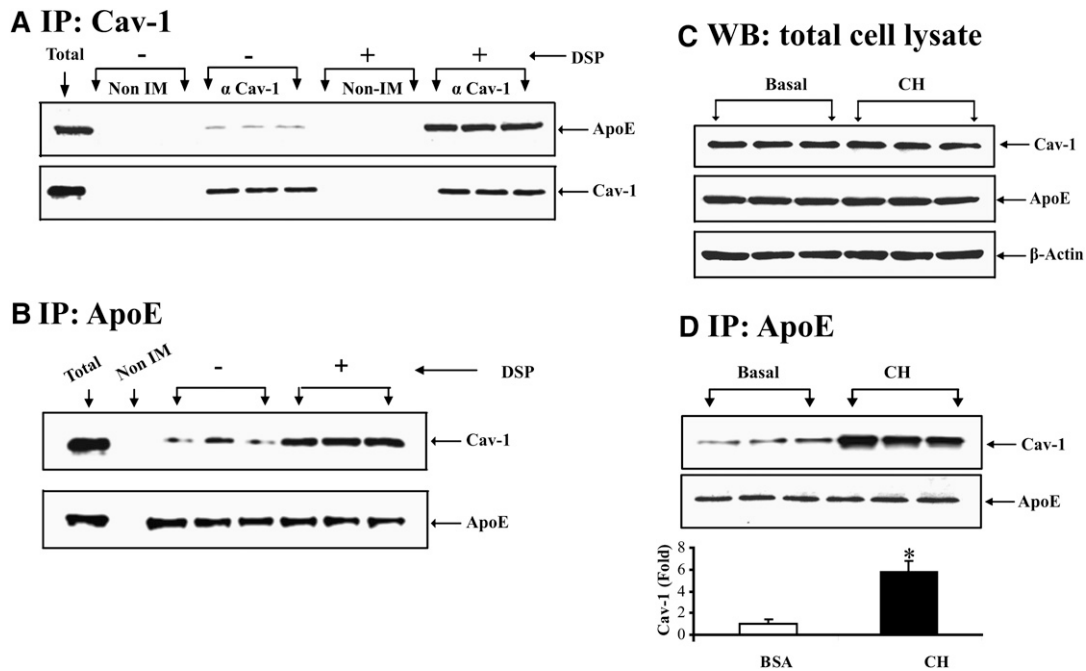 A IP: Cav-1
Total - - + + DSP
Non IM α Cav-1 Non-IM α Cav-1
ApoE
Cav-1
B IP: ApoE
Total Non IM - + DSP
Cav-1
ApoE
C WB: total cell lysate
Basal CH
Cav-1
ApoE
β-Actin
D IP: ApoE
Basal CH
Cav-1
ApoE
Cav-1 (Fold)
8
6
4
2
0
*
BSA CH